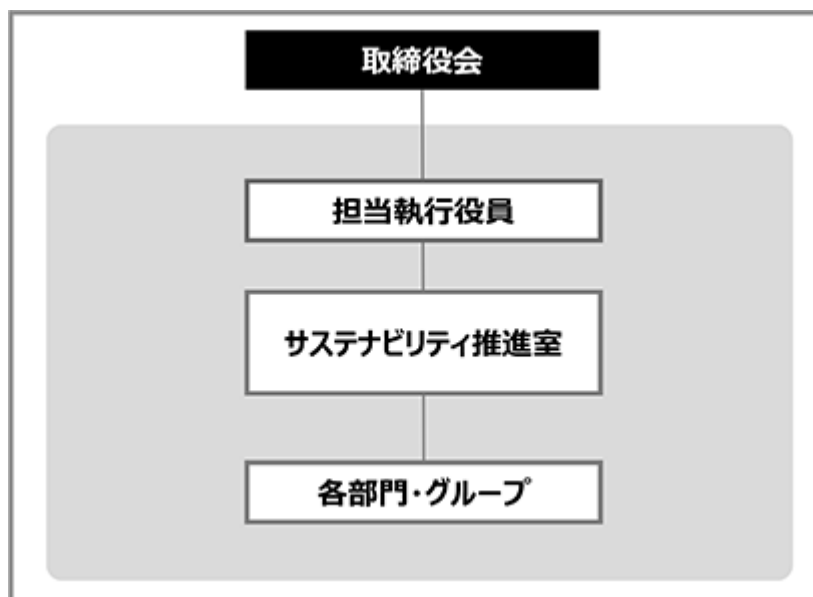 取締役会
担当執行役員
サステナビリティ推進室
各部門・グループ